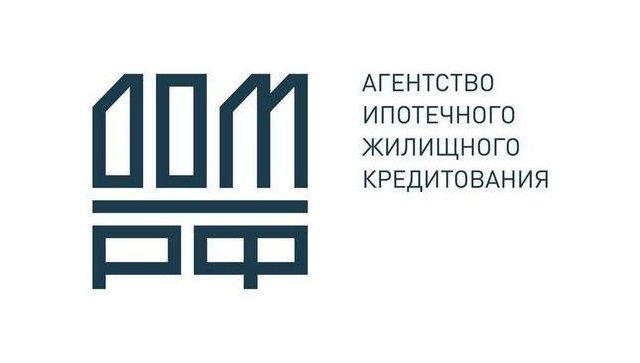 ДОМ
РФ
АГЕНТСТВО
ИПОТЕЧНОГО
ЖИЛИЩНОГО
КРЕДИТОВАНИЯ